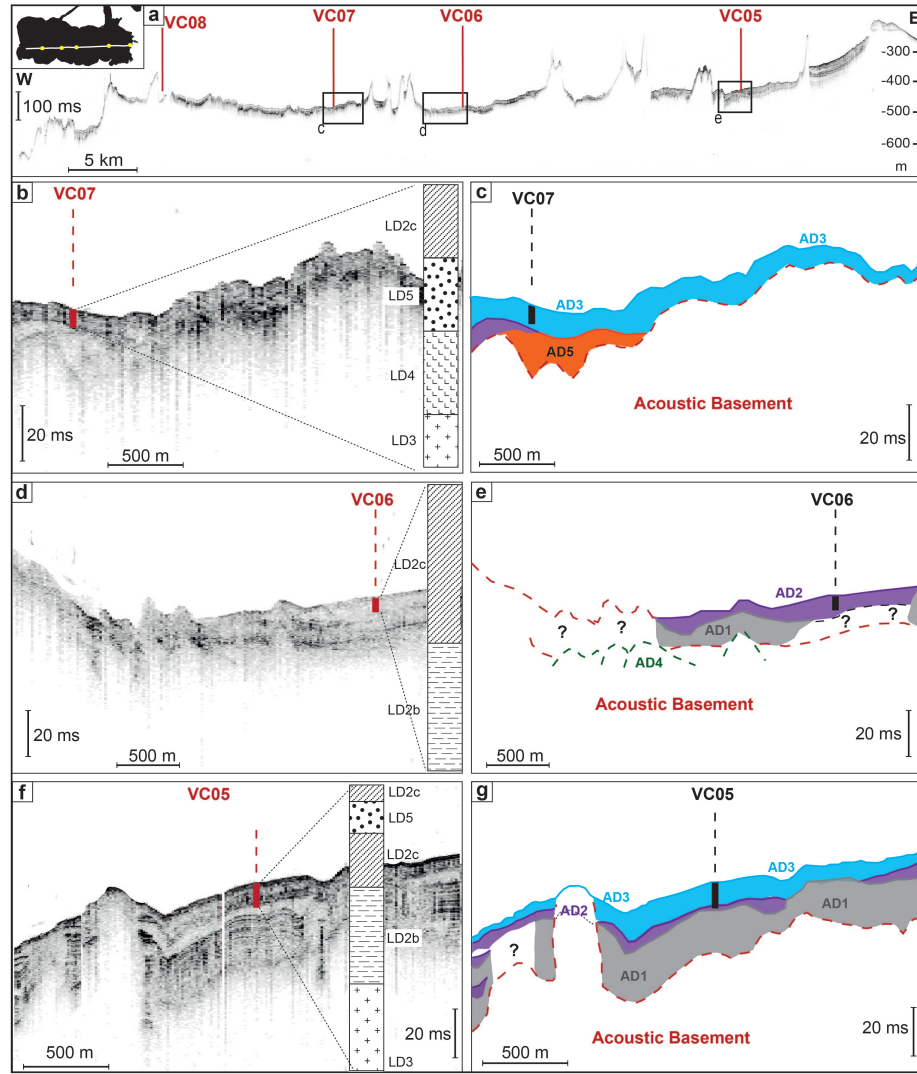 a
VC08
VC07
VC06
VC05
W
E
100 ms
5 km
c
d
e
-300
-400
-500
-600
m
b
VC07
LD2c
LD5
LD4
LD3
20 ms
500 m
c
VC07
AD3
AD3
AD5
Acoustic Basement
500 m
20 ms
d
VC06
LD2c
LD2b
20 ms
500 m
e
VC06
AD2
AD1
? ? ? ?
AD4
Acoustic Basement
500 m
20 ms
f
VC05
LD2c
LD5
LD2c
LD2b
LD3
500 m
20 ms
g
VC05
AD3
AD3
AD2
AD1
AD1
?
Acoustic Basement
500 m
20 ms